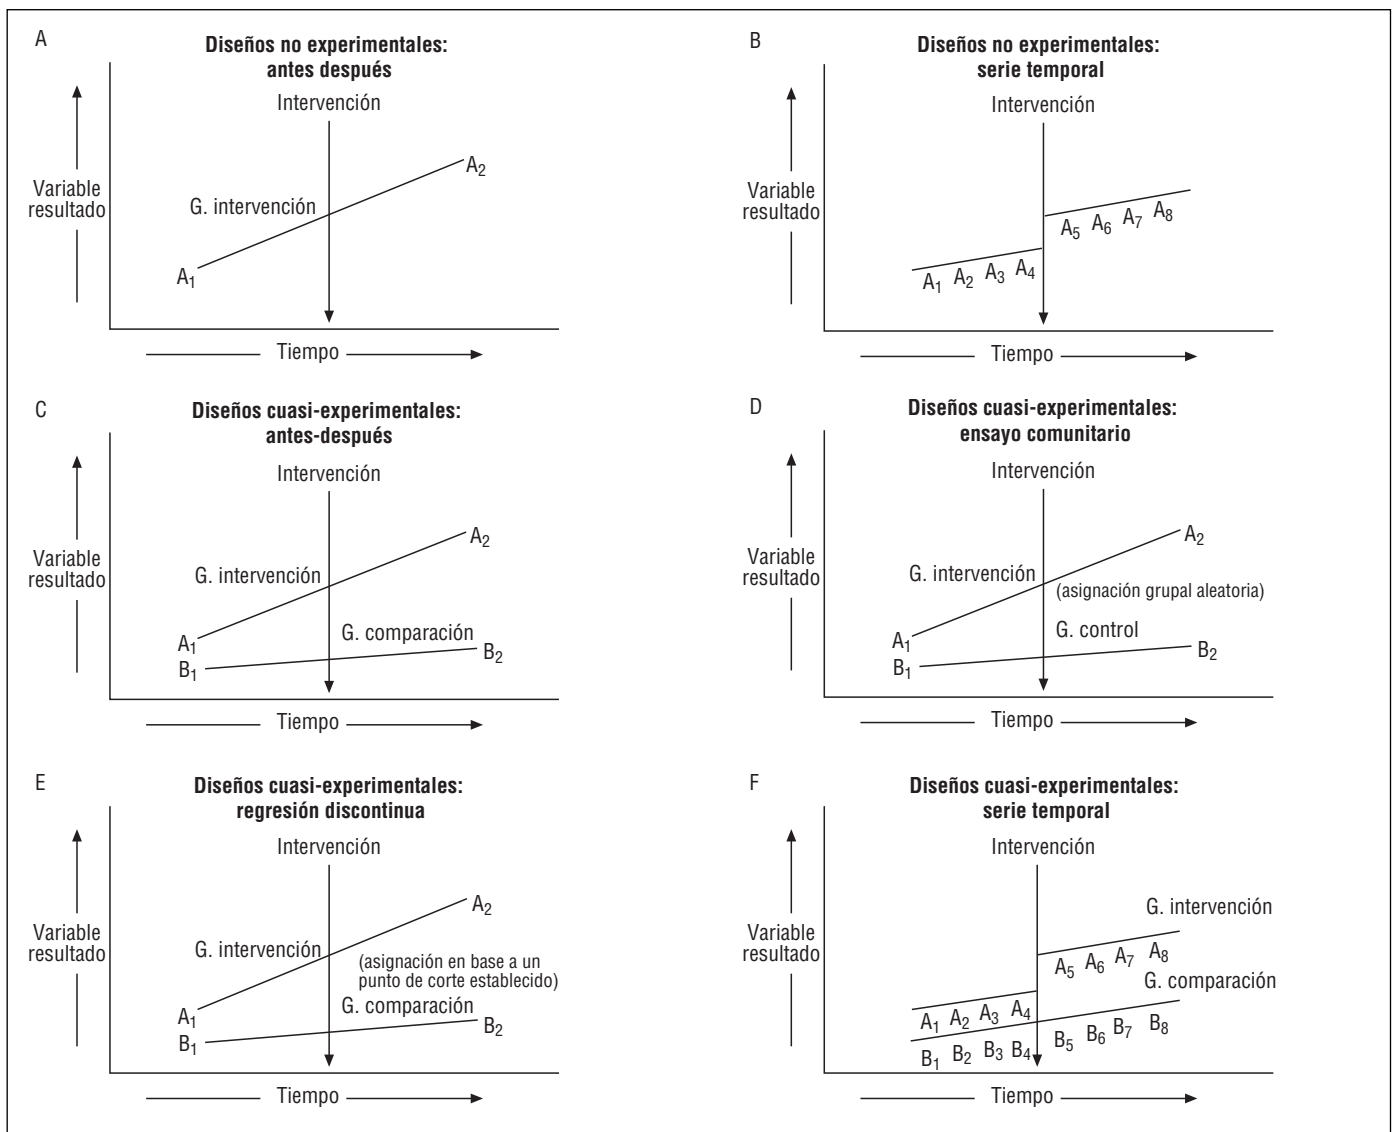 A
Diseños no experimentales:
antes después
Intervención
Variable
resultado
G. intervención
A1
A2
Tiempo
B
Diseños no experimentales:
serie temporal
Intervención
Variable
resultado
A1 A2 A3 A4
A5 A6 A7 A8
Tiempo
C
Diseños cuasi-experimentales:
antes-después
Intervención
Variable
resultado
G. intervención
A1
A2
G. comparación
B1
B2
Tiempo
D
Diseños cuasi-experimentales:
ensayo comunitario
Intervención
Variable
resultado
G. intervención
(asignación grupal aleatoria)
A1
A2
G. control
B1
B2
Tiempo
E
Diseños cuasi-experimentales:
regresión discontinua
Intervención
Variable
resultado
G. intervención
(asignación en base a un
punto de corte establecido)
A1
A2
G. comparación
B1
B2
Tiempo
F
Diseños cuasi-experimentales:
serie temporal
Intervención
Variable
resultado
G. intervención
A1 A2 A3 A4
A5 A6 A7 A8
G. comparación
B1 B2 B3 B4
B5 B6 B7 B8
Tiempo